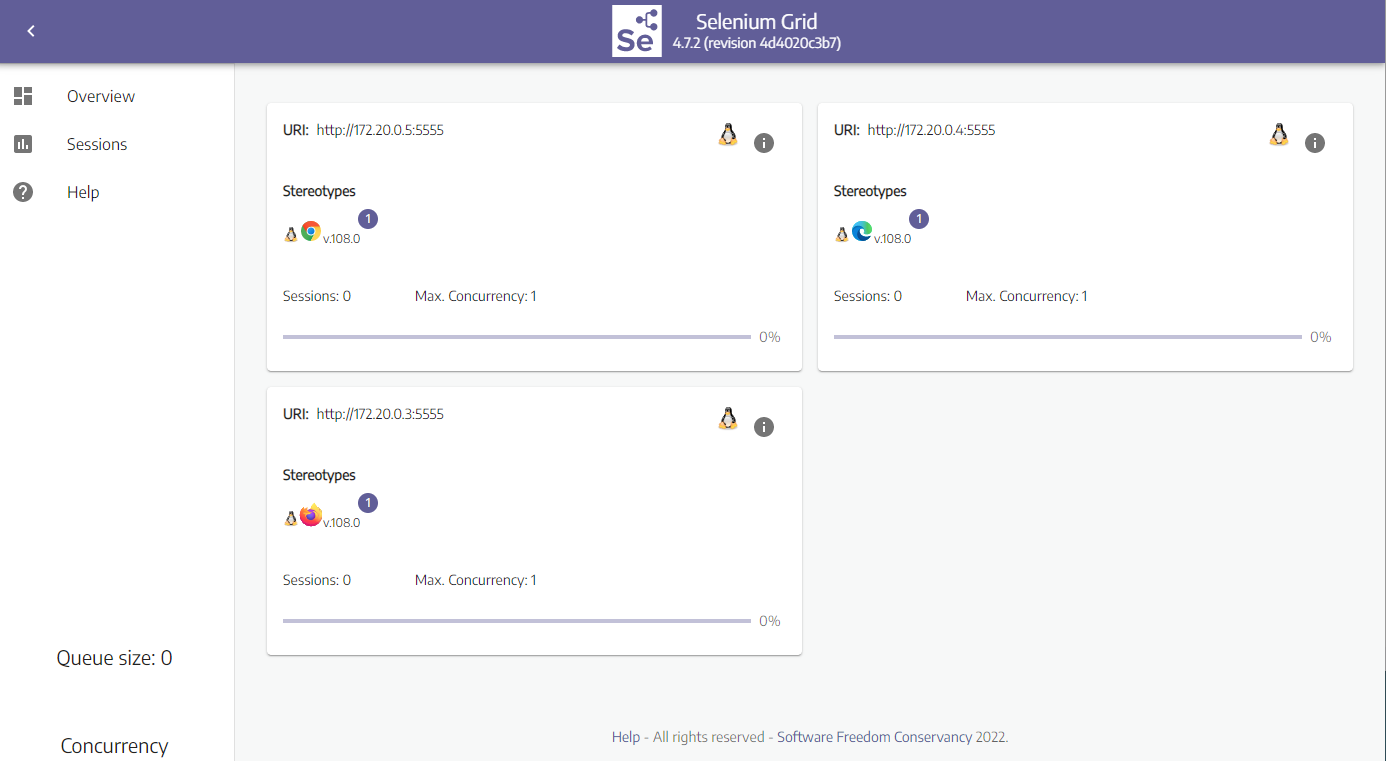 Se
Selenium Grid
4.7.2 (revision 4d4020c3b7)
Overview
Sessions
Help
Queue size: 0
Concurrency
URI: http://172.20.0.5:5555
Stereotypes
1
v.108.0
Sessions: 0 Max. Concurrency: 1
0%
URI: http://172.20.0.4:5555
Stereotypes
1
v.108.0
Sessions: 0 Max. Concurrency: 1
0%
URI: http://172.20.0.3:5555
Stereotypes
1
v.108.0
Sessions: 0 Max. Concurrency: 1
0%
Help - All rights reserved - Software Freedom Conservancy 2022.